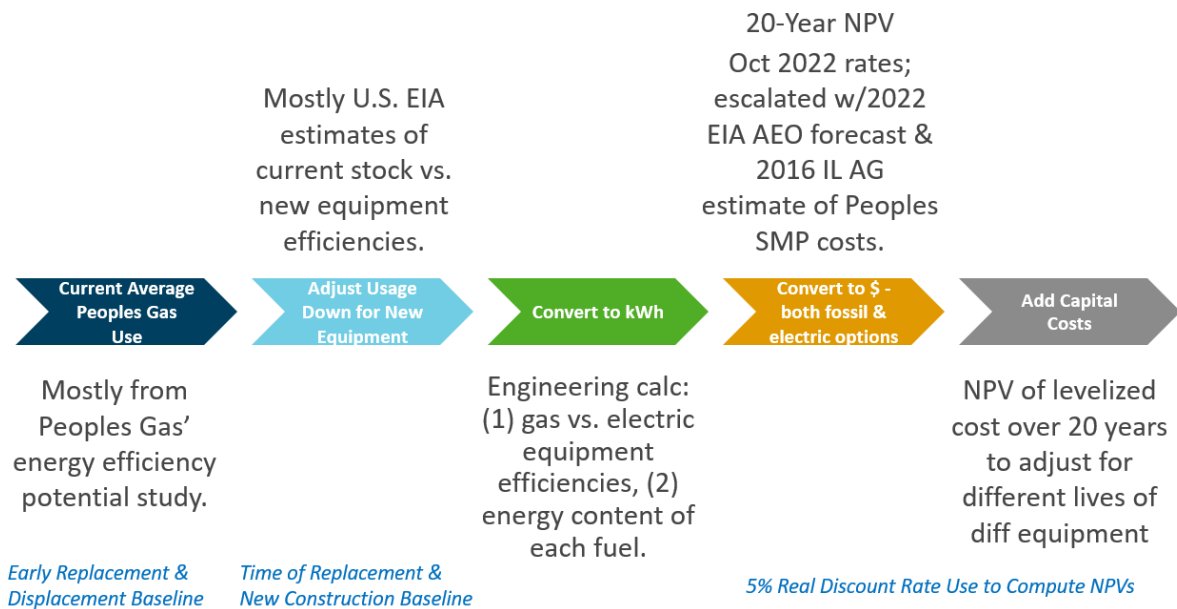 20-Year NPV
Oct 2022 rates;
escalated w/2022
EIA AEO forecast &
2016 IL AG
estimate of Peoples
SMP costs.
Mostly U.S. EIA
estimates of
current stock vs.
new equipment
efficiencies.
Current Average
Peoples Gas
Use
Adjust Usage
Down for New
Equipment
Convert to kWh
Convert to $ -
both fossil &
electric options
Add Capital
Costs
Mostly from
Peoples Gas’
energy efficiency
potential study.
Engineering calc:
(1) gas vs. electric
equipment
efficiencies, (2)
energy content of
each fuel.
NPV of levelized
cost over 20 years
to adjust for
different lives of
diff equipment
Early Replacement &
Displacement Baseline
Time of Replacement &
New Construction Baseline
5% Real Discount Rate Use to Compute NPVs